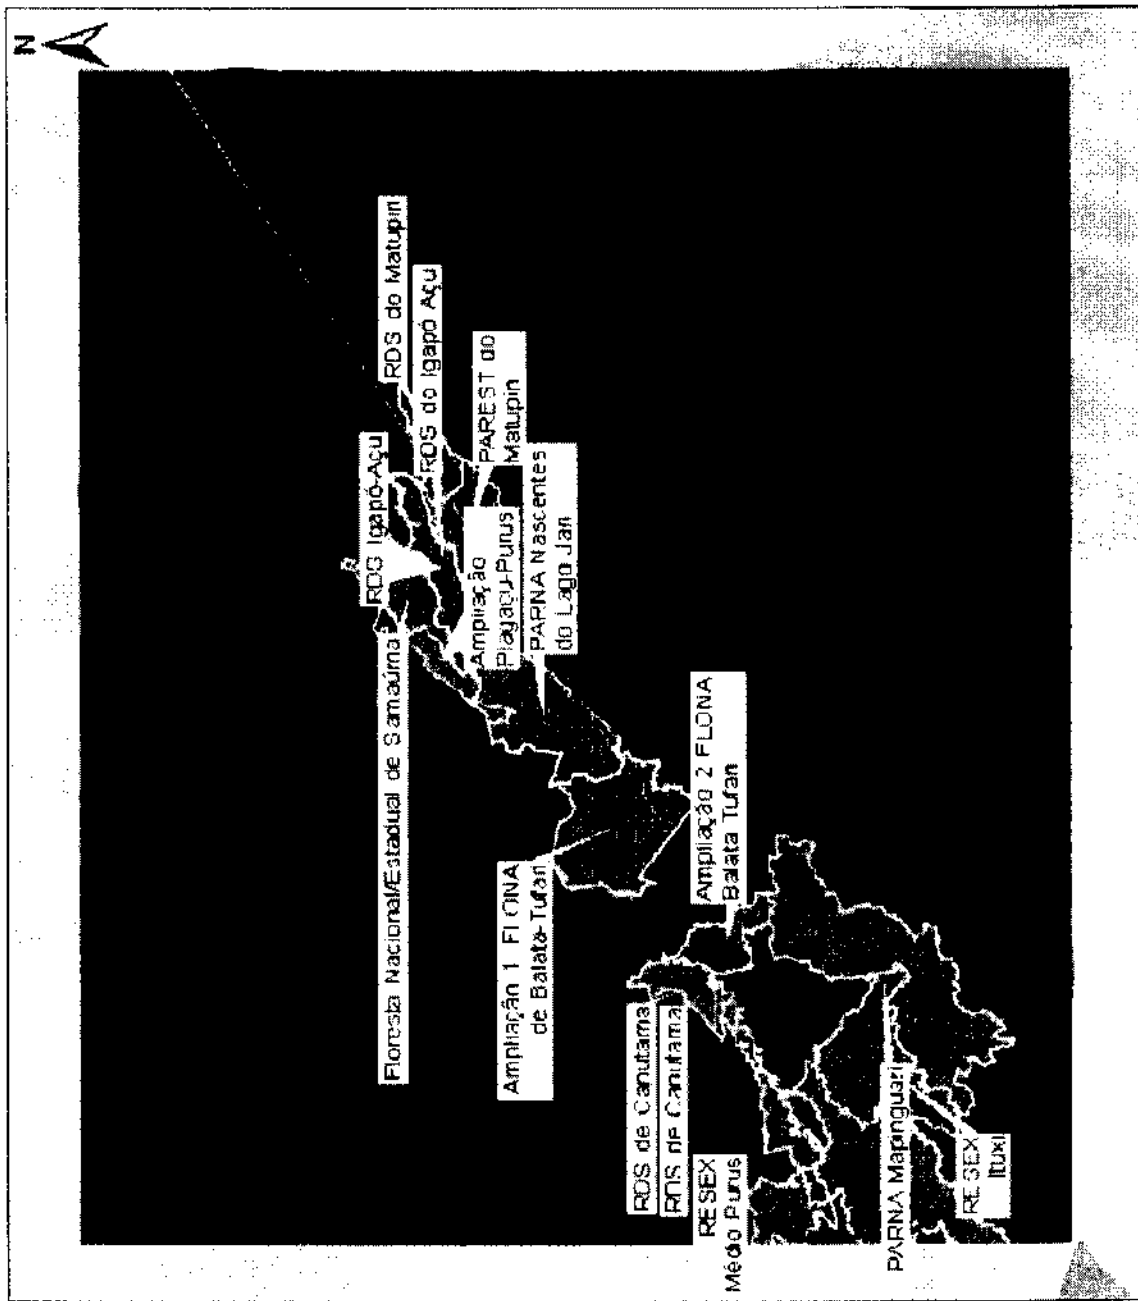 N
RDS do Matupiri
RDS do Igapó Açu
RDS Igapó-Açu
PAREST do
Matupiri
Ampliação
Piagaçu-Purus
PARNA Nascentes
do Lago Jari
Floresta Nacional/Estadual de Samaúma
Ampliação 1 FLONA
de Balata-Tufari
Ampliação 2 FLONA
Balata Tufari
RDS de Canutama
RDS de Canutama
RESEX
Médio Purus
PARNA Mapinguari
RESEX
Ituxi